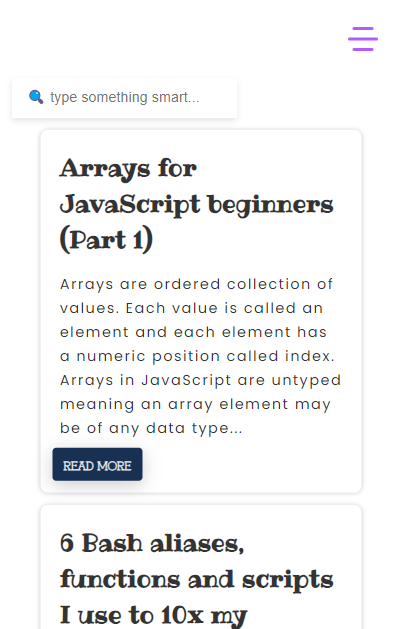 type something smart...
Arrays for
JavaScript beginners
(Part 1)
Arrays are ordered collection of
values. Each value is called an
element and each element has
a numeric position called index.
Arrays in JavaScript are untyped
meaning an array element may
be of any data type...
READ MORE
6 Bash aliases,
functions and scripts
I use to 10x my